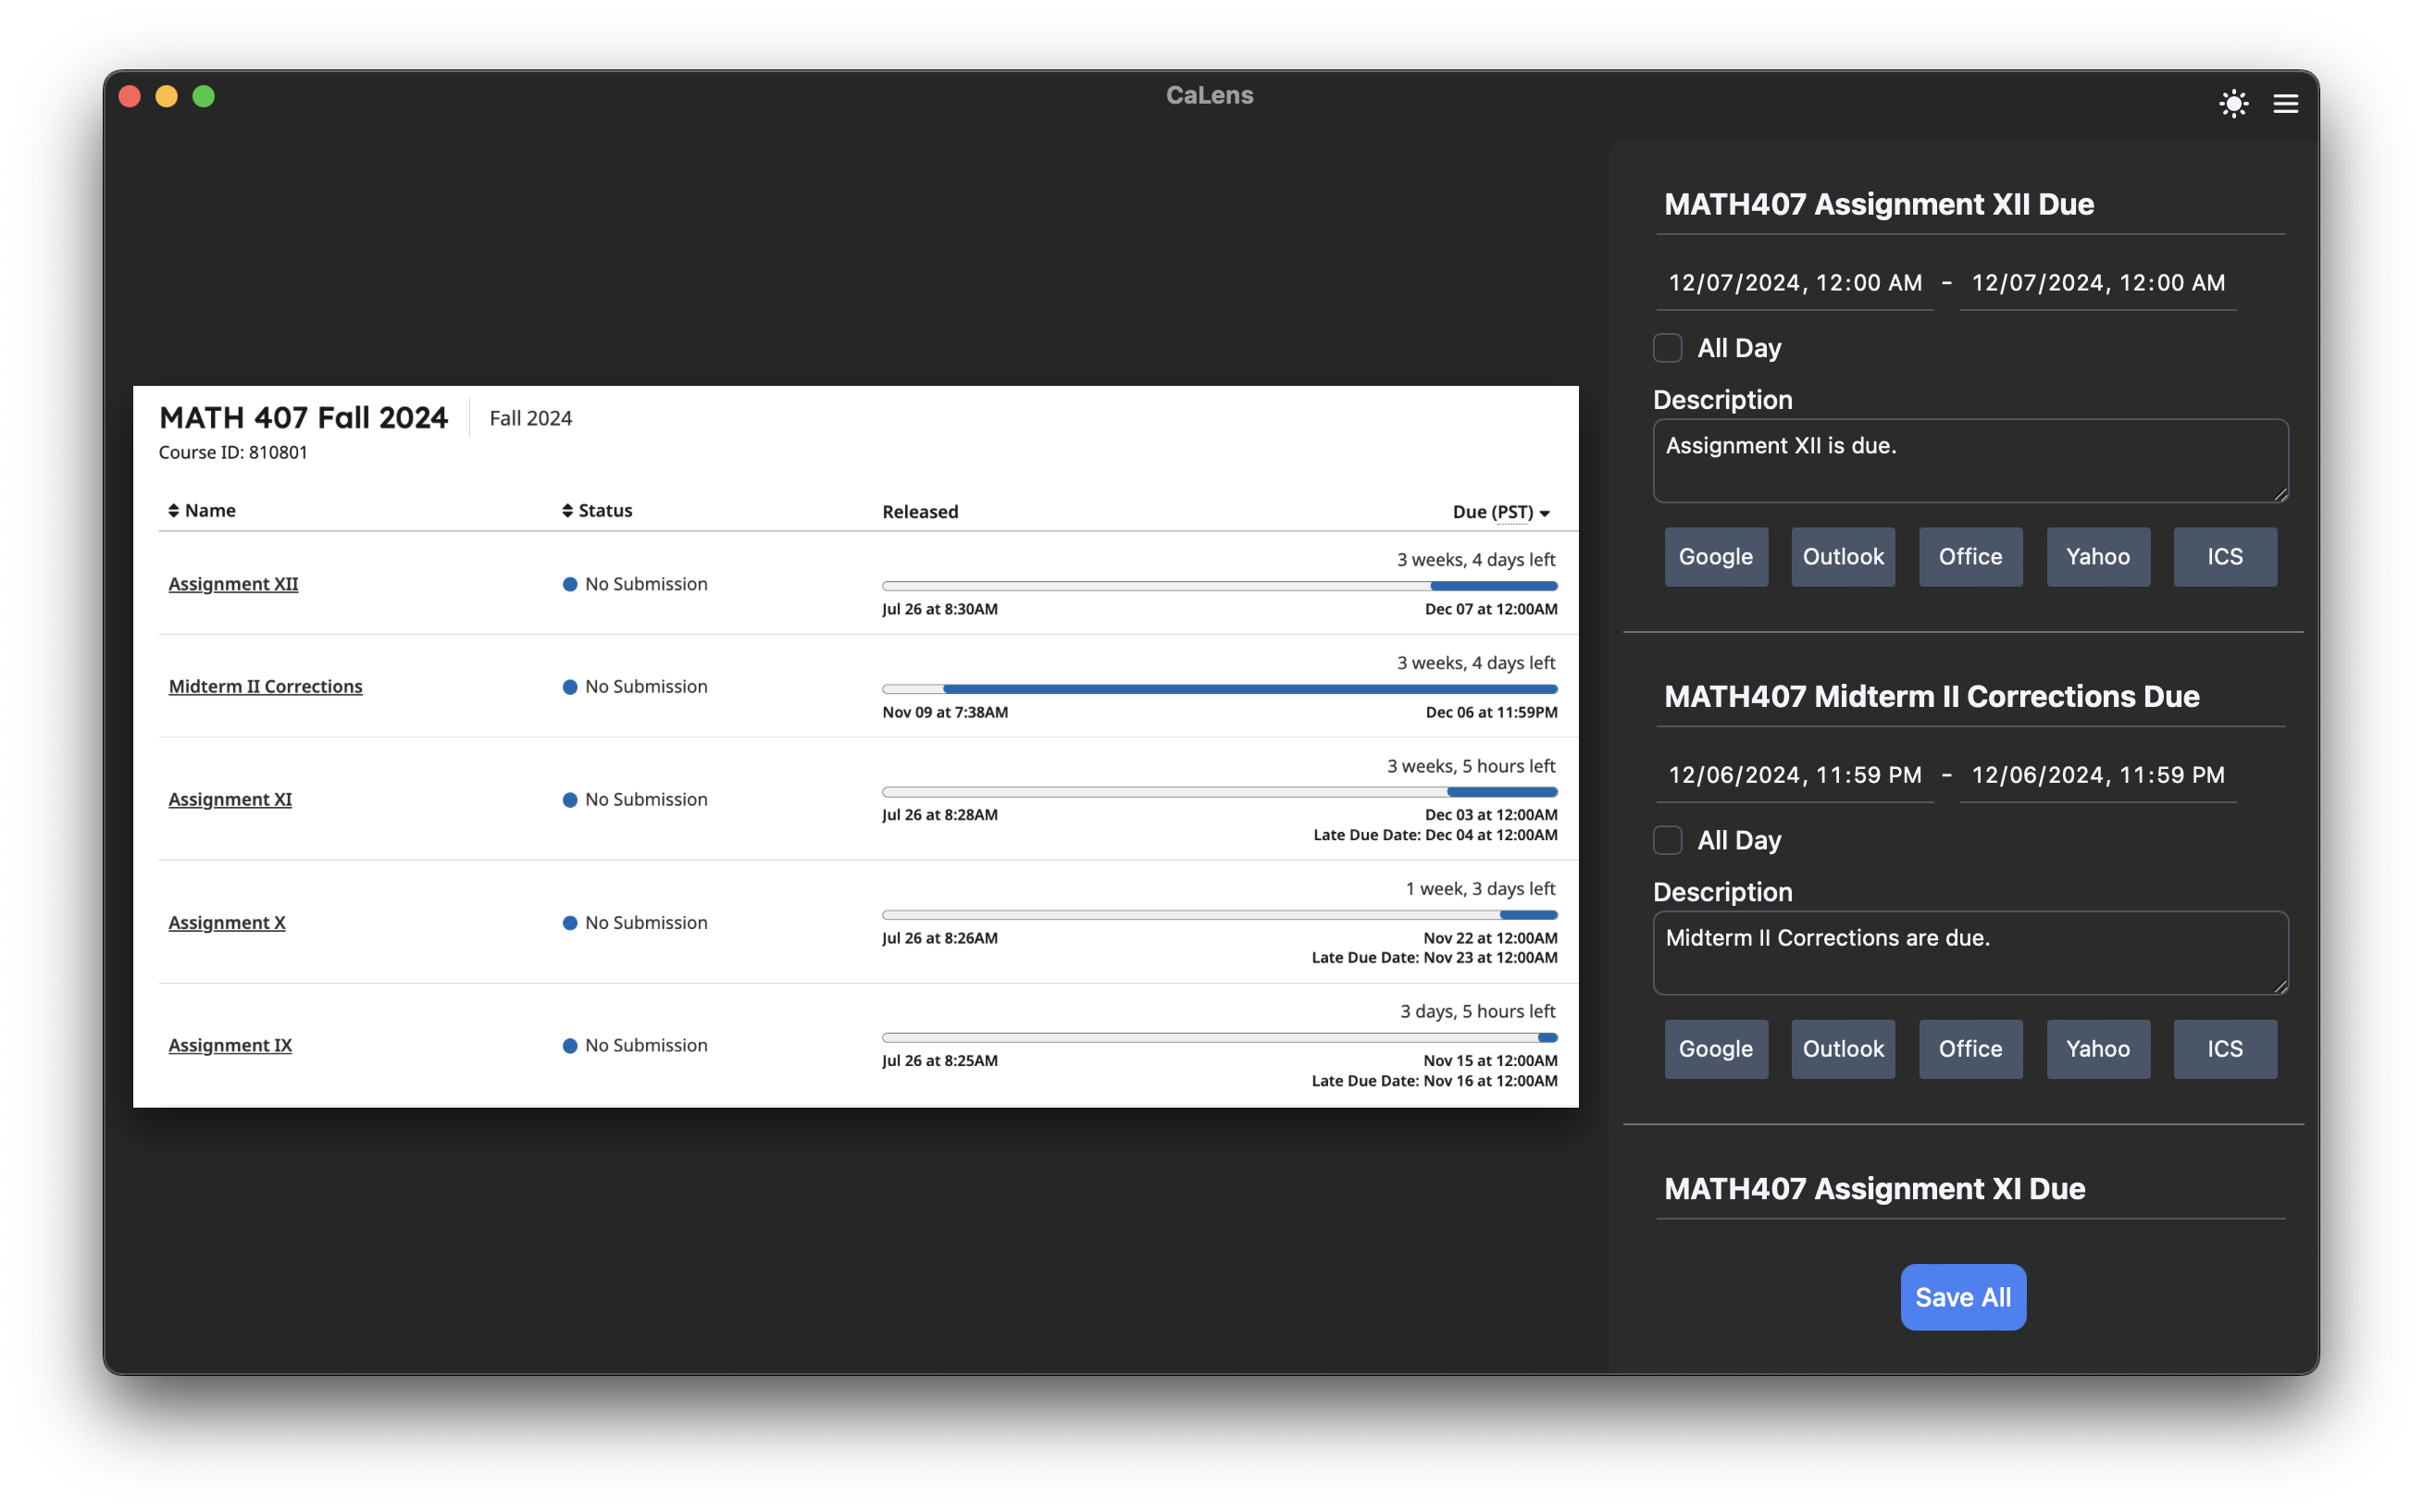 CaLens
MATH 407 Fall 2024 Fall 2024
Course ID: 810801
Name Status Released Due (PST)
3 weeks, 4 days left
Assignment XII No Submission
Jul 26 at 8:30AM Dec 07 at 12:00AM
3 weeks, 4 days left
Midterm II Corrections No Submission
Nov 09 at 7:38AM Dec 06 at 11:59PM
3 weeks, 5 hours left
Assignment XI No Submission
Jul 26 at 8:28AM Dec 03 at 12:00AM
Late Due Date: Dec 04 at 12:00AM
1 week, 3 days left
Assignment X No Submission
Jul 26 at 8:26AM Nov 22 at 12:00AM
Late Due Date: Nov 23 at 12:00AM
3 days, 5 hours left
Assignment IX No Submission
Jul 26 at 8:25AM Nov 15 at 12:00AM
Late Due Date: Nov 16 at 12:00AM
MATH407 Assignment XII Due
12/07/2024, 12:00 AM - 12/07/2024, 12:00 AM
All Day
Description
Assignment XII is due.
Google Outlook Office Yahoo ICS
MATH407 Midterm II Corrections Due
12/06/2024, 11:59 PM - 12/06/2024, 11:59 PM
All Day
Description
Midterm II Corrections are due.
Google Outlook Office Yahoo ICS
MATH407 Assignment XI Due
Save All